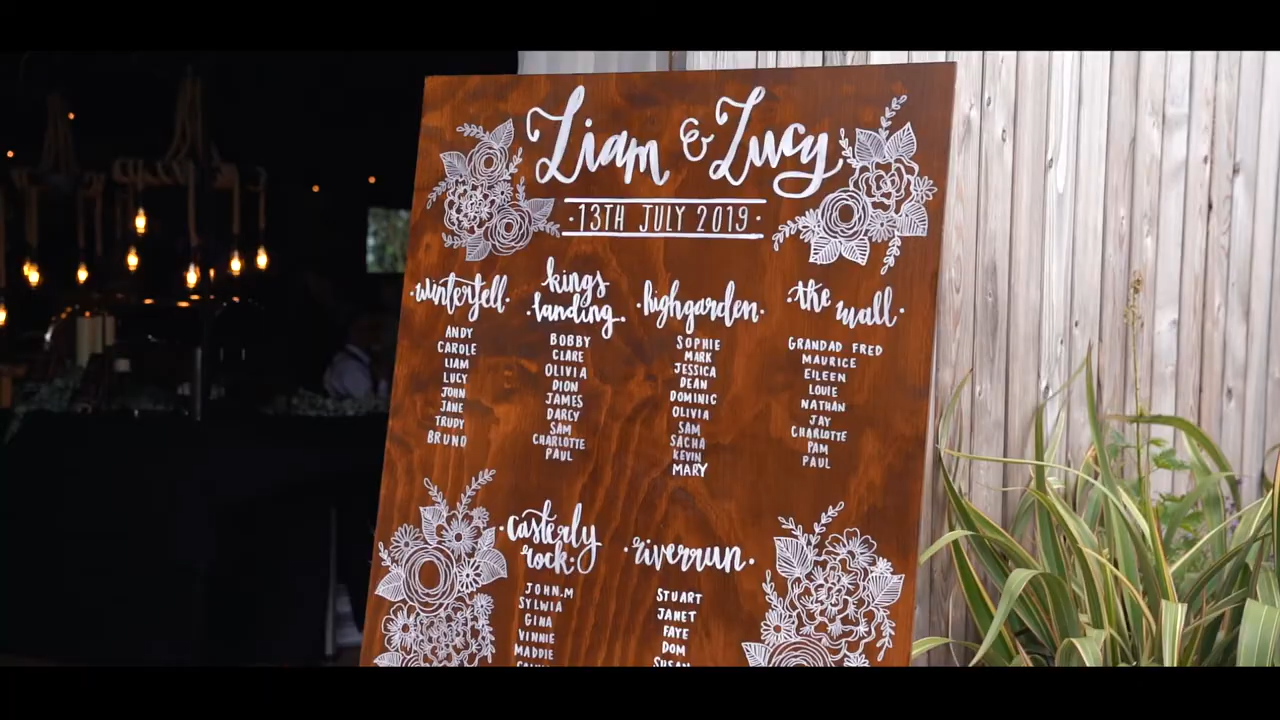 Liam & Lucy
·13TH JULY 2019·
·winterfell·
ANDY
CAROLE
LIAM
LUCY
JOHN
JANE
TRUDY
BRUNO
kings
·landing·
BOBBY
CLARE
OLIVIA
DION
JAMES
DARCY
SAM
CHARLOTTE
PAUL
·highgarden·
SOPHIE
MARK
JESSICA
DEAN
DOMINIC
OLIVIA
SAM
SACHA
KEVIN
MARY
·the wall·
GRANDAD FRED
MAURICE
EILEEN
LOUIE
NATHAN
JAY
CHARLOTTE
PAM
PAUL
·casterly
rock·
JOHN.M
SYLWIA
GINA
VINNIE
MADDIE
·riverrun·
STUART
JANET
FAYE
DOM
SUSAN